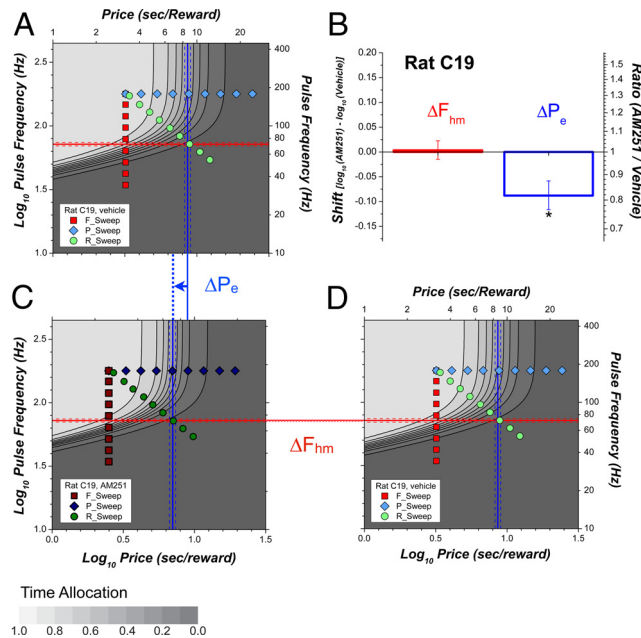 A
Price (sec/Reward)
1 2 4 6 8 10 20
Log10 Pulse Frequency (Hz)
2.5
2.0
1.5
1.0
400
200
100
80
60
40
20
10
Pulse Frequency (Hz)
Rat C19, vehicle
F_Sweep
P_Sweep
R_Sweep
B
Rat C19
Shift [log10(AM251) - log10(Vehicle)]
0.20
0.15
0.10
0.05
0.00
-0.05
-0.10
-0.15
ΔFhm
ΔPe
*
1.5
1.4
1.3
1.2
1.1
1
0.9
0.8
0.7
Ratio (AM251 / Vehicle)
ΔPe
C
Log10 Pulse Frequency (Hz)
2.5
2.0
1.5
1.0
Rat C19, AM251
F_Sweep
P_Sweep
R_Sweep
0.0 0.5 1.0 1.5
Log10 Price (sec/reward)
ΔFhm
D
Price (sec/Reward)
1 2 4 6 8 10 20
400
200
100
80
60
40
20
10
Pulse Frequency (Hz)
Rat C19, vehicle
F_Sweep
P_Sweep
R_Sweep
0.0 0.5 1.0 1.5
Log10 Price (sec/reward)
Time Allocation
1.0 0.8 0.6 0.4 0.2 0.0